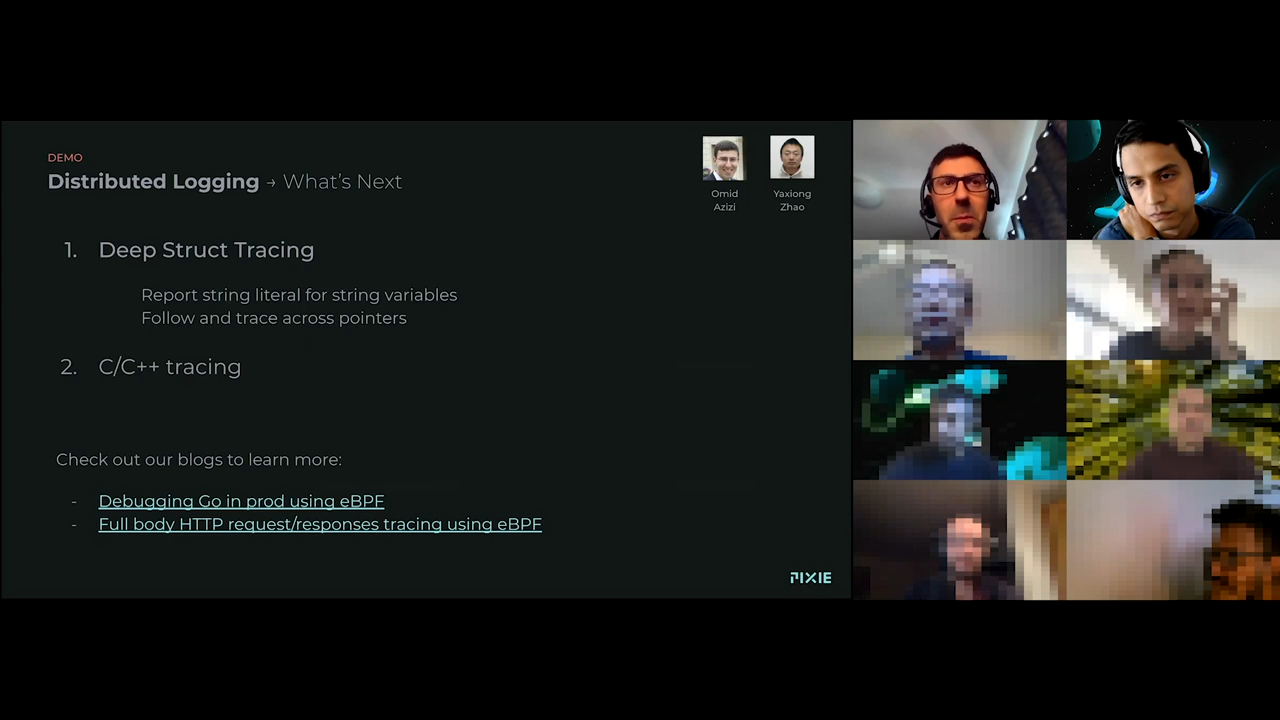 DEMO
Distributed Logging → What's Next
Omid
Azizi
Yaxiong
Zhao
1. Deep Struct Tracing
Report string literal for string variables
Follow and trace across pointers
2. C/C++ tracing
Check out our blogs to learn more:
- Debugging Go in prod using eBPF
- Full body HTTP request/responses tracing using eBPF
PIXIE